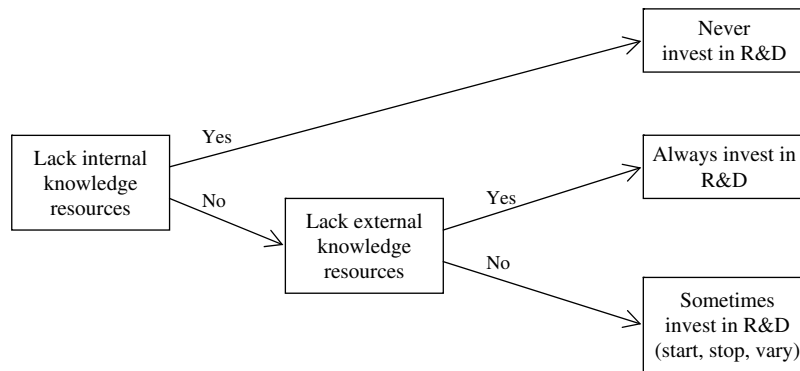 Never
invest in R&D
Yes
Lack internal
knowledge
resources
Always invest in
R&D
No
Yes
Lack external
knowledge
resources
No
Sometimes
invest in R&D
(start, stop, vary)